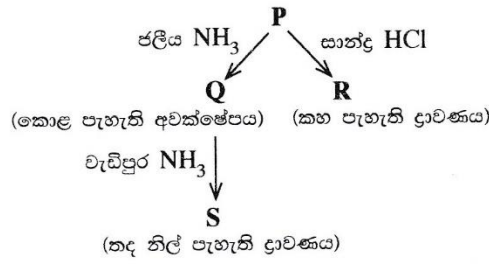 P
ජලීය NH₃ සාන්ද්‍ර HCl
Q R
(කොළ පැහැති අවක්ෂේපය) (කහ පැහැති ද්‍රාවණය)
වැඩිපුර NH₃
S
(තද නිල් පැහැති ද්‍රාවණය)